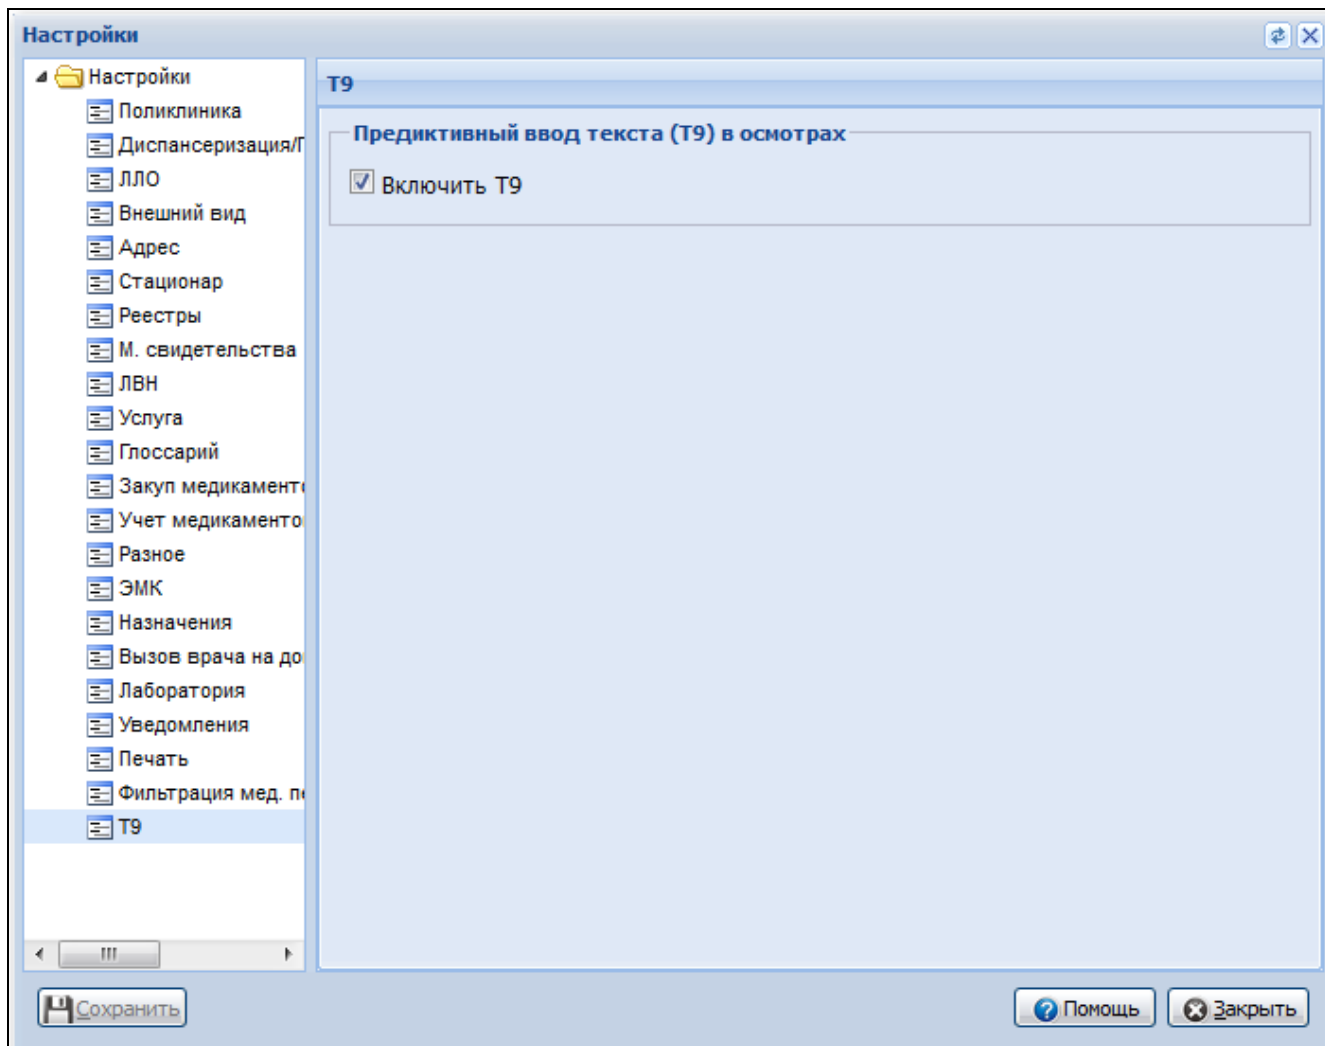 Настройки
Настройки
Поликлиника
Диспансеризация/П
ЛЛО
Внешний вид
Адрес
Стационар
Реестры
М. свидетельства
ЛВН
Услуга
Глоссарий
Закуп медикаменто
Учет медикаменто
Разное
ЭМК
Назначения
Вызов врача на до
Лаборатория
Уведомления
Печать
Фильтрация мед. п
Т9
Т9
Предиктивный ввод текста (Т9) в осмотрах
Включить Т9
Сохранить
Помощь
Закрыть